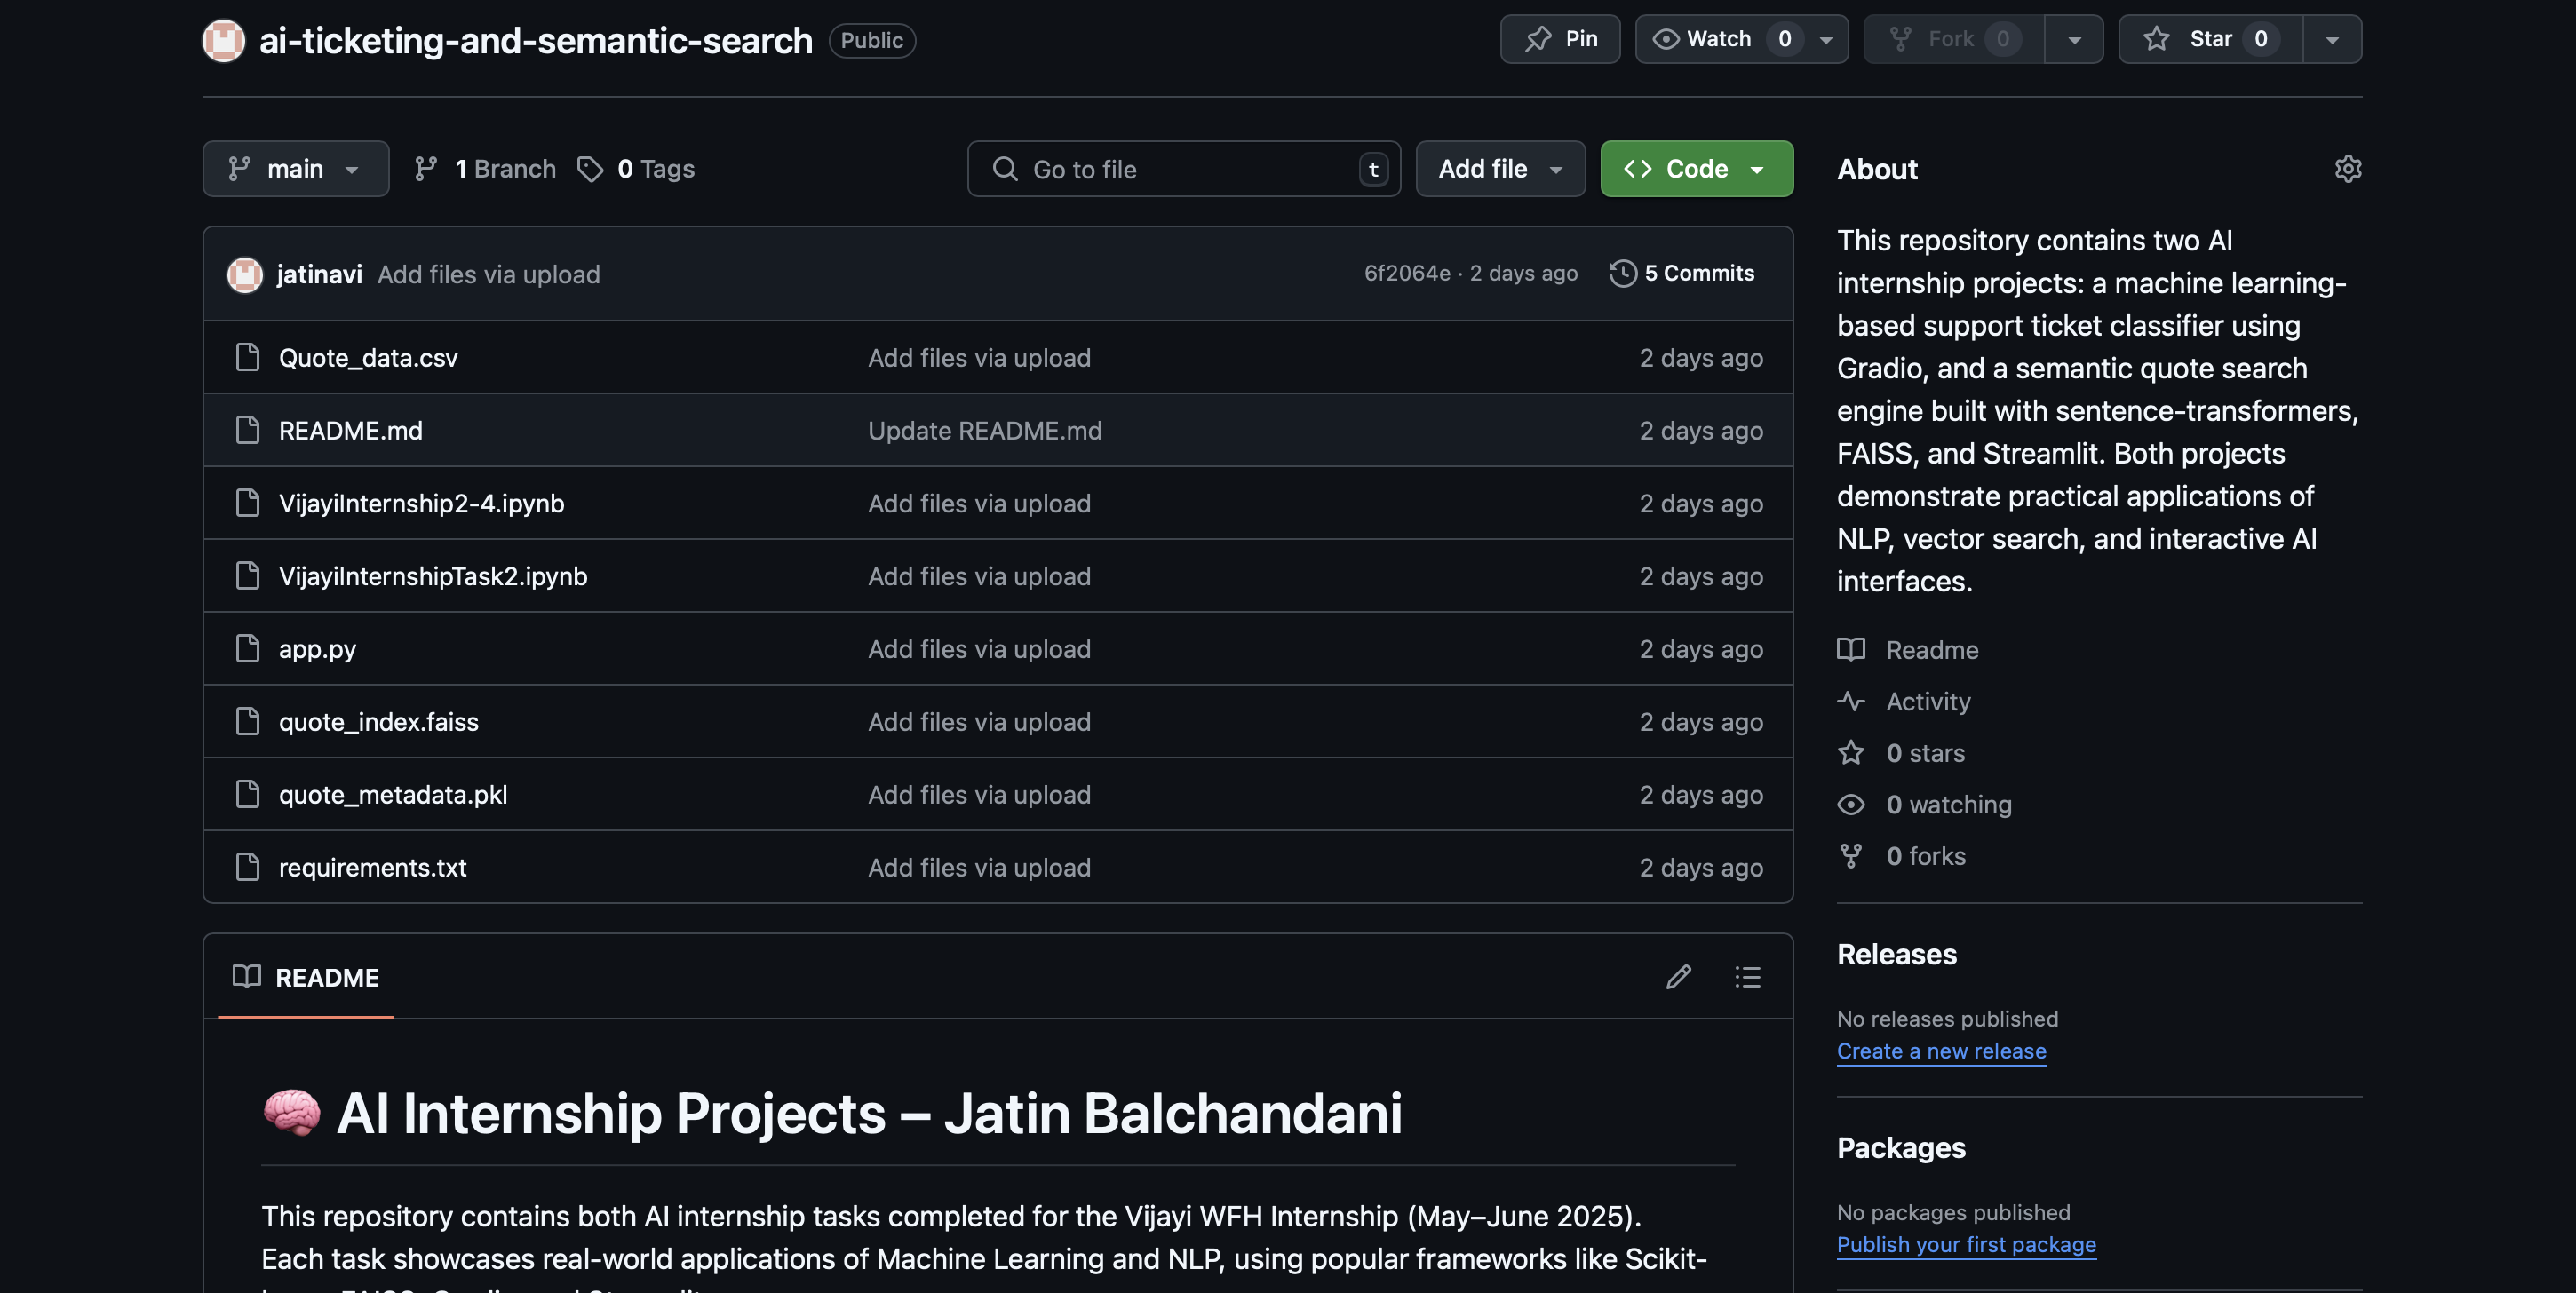 ai-ticketing-and-semantic-search Public
Pin
Watch 0
Fork 0
Star 0
main
1 Branch
0 Tags
Go to file t
Add file
Code
jatinavi Add files via upload 6f2064e · 2 days ago 5 Commits
Quote_data.csv Add files via upload 2 days ago
README.md Update README.md 2 days ago
VijayiInternship2-4.ipynb Add files via upload 2 days ago
VijayiInternshipTask2.ipynb Add files via upload 2 days ago
app.py Add files via upload 2 days ago
quote_index.faiss Add files via upload 2 days ago
quote_metadata.pkl Add files via upload 2 days ago
requirements.txt Add files via upload 2 days ago
README
🧠 AI Internship Projects – Jatin Balchandani
This repository contains both AI internship tasks completed for the Vijayi WFH Internship (May–June 2025).
Each task showcases real-world applications of Machine Learning and NLP, using popular frameworks like Scikit-
About
This repository contains two AI
internship projects: a machine learning-
based support ticket classifier using
Gradio, and a semantic quote search
engine built with sentence-transformers,
FAISS, and Streamlit. Both projects
demonstrate practical applications of
NLP, vector search, and interactive AI
interfaces.
Readme
Activity
0 stars
0 watching
0 forks
Releases
No releases published
Create a new release
Packages
No packages published
Publish your first package